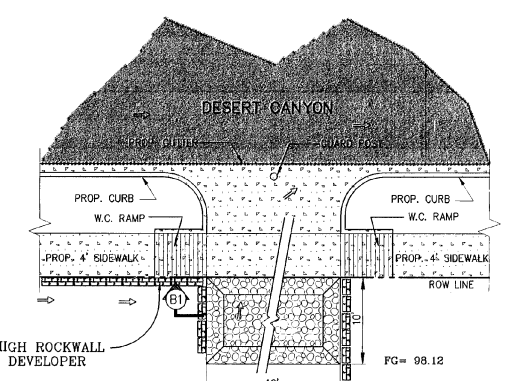 DESERT CANYON
PROP. GUTTER
GUARD POST
PROP. CURB
PROP. CURB
W.C. RAMP
W.C. RAMP
PROP. 4' SIDEWALK
PROP. 4' SIDEWALK
ROW LINE
B1
10'
HIGH ROCKWALL
DEVELOPER
FG= 98.12